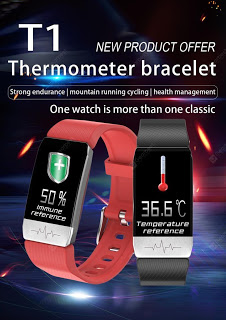 T1
NEW PRODUCT OFFER
Thermometer bracelet
Strong endurance | mountain running cycling | health management
One watch is more than one classic
50%
immune
reference
36.5℃
Temperature
reference